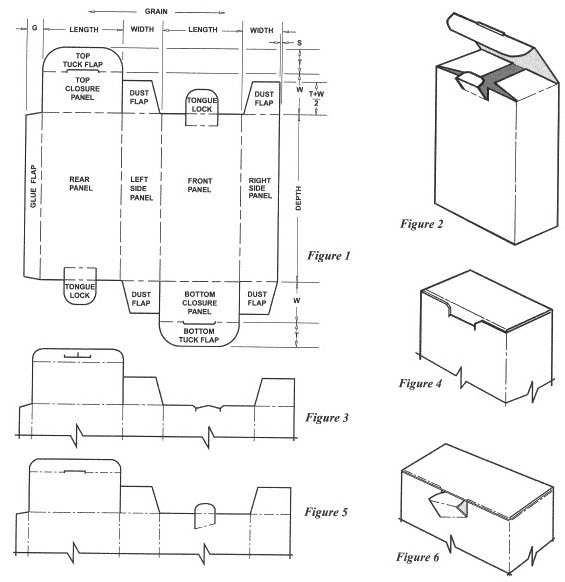 GRAIN
G
LENGTH
WIDTH
LENGTH
WIDTH
S
TOP
TUCK FLAP
T
TOP
CLOSURE
PANEL
DUST
FLAP
TONGUE
LOCK
DUST
FLAP
W
T+W
2
GLUE FLAP
REAR
PANEL
LEFT
SIDE
PANEL
FRONT
PANEL
RIGHT
SIDE
PANEL
DEPTH
Figure 1
TONGUE
LOCK
DUST
FLAP
BOTTOM
CLOSURE
PANEL
DUST
FLAP
W
BOTTOM
TUCK FLAP
T
Figure 2
Figure 3
Figure 4
Figure 5
Figure 6